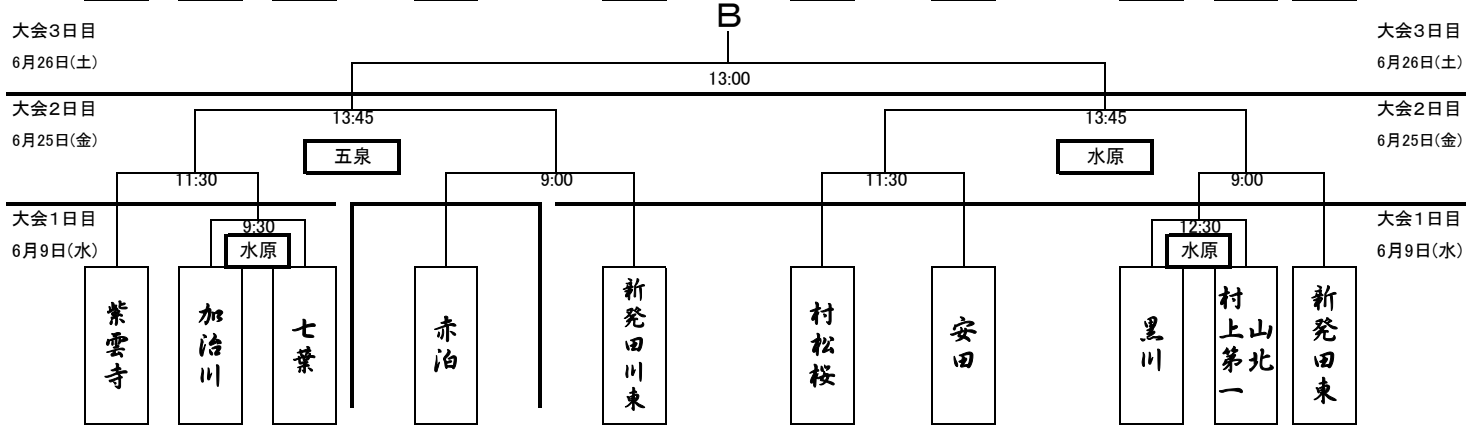 B
大会3日目
6月26日(土)
大会3日目
6月26日(土)
13:00
大会2日目
6月25日(金)
13:45
13:45
大会2日目
6月25日(金)
五泉
水原
11:30
9:00
11:30
9:00
大会1日目
6月9日(水)
9:30
水原
12:30
水原
大会1日目
6月9日(水)
紫雲寺
加治川
七葉
赤泊
新発田川東
村松桜
安田
黒川
村上第一
山北
新発田東